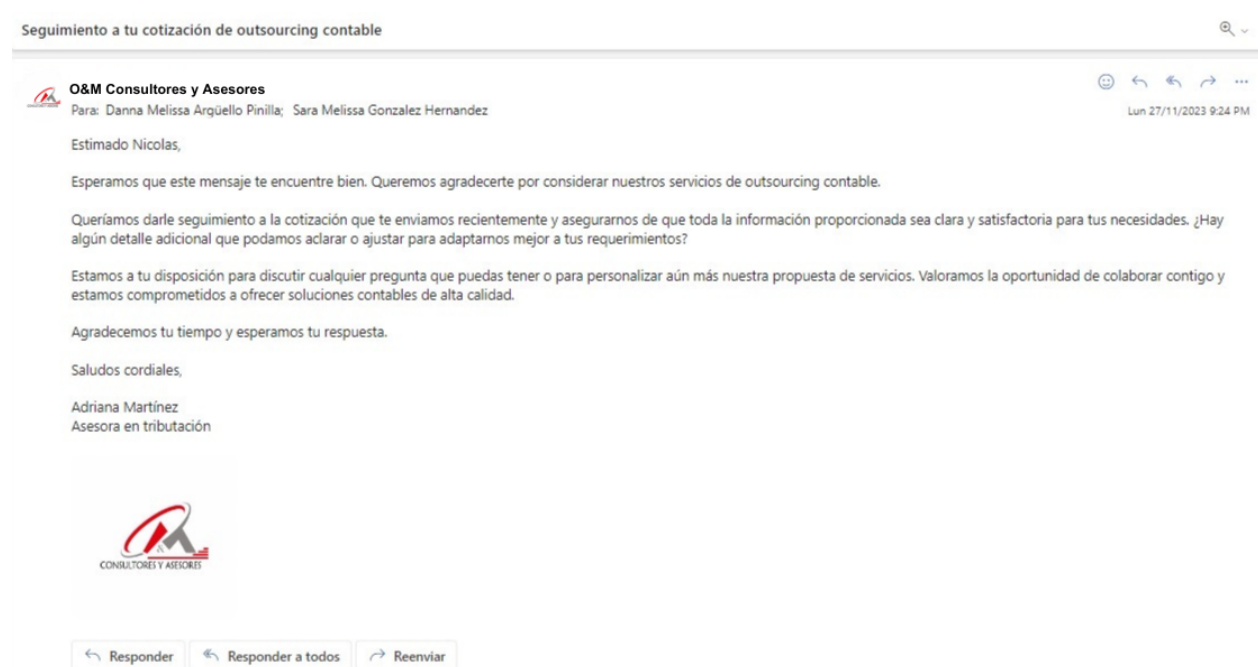 Seguimiento a tu cotización de outsourcing contable
O&M Consultores y Asesores
Para: Danna Melissa Argüello Pinilla; Sara Melissa Gonzalez Hernandez
Lun 27/11/2023 9:24 PM
Estimado Nicolas,
Esperamos que este mensaje te encuentre bien. Queremos agradecerte por considerar nuestros servicios de outsourcing contable.
Queríamos darle seguimiento a la cotización que te enviamos recientemente y asegurarnos de que toda la información proporcionada sea clara y satisfactoria para tus necesidades. ¿Hay
algún detalle adicional que podamos aclarar o ajustar para adaptarnos mejor a tus requerimientos?
Estamos a tu disposición para discutir cualquier pregunta que puedas tener o para personalizar aún más nuestra propuesta de servicios. Valoramos la oportunidad de colaborar contigo y
estamos comprometidos a ofrecer soluciones contables de alta calidad.
Agradecemos tu tiempo y esperamos tu respuesta.
Saludos cordiales,
Adriana Martínez
Asesora en tributación
CONSULTORES Y ASESORES
Responder
Responder a todos
Reenviar